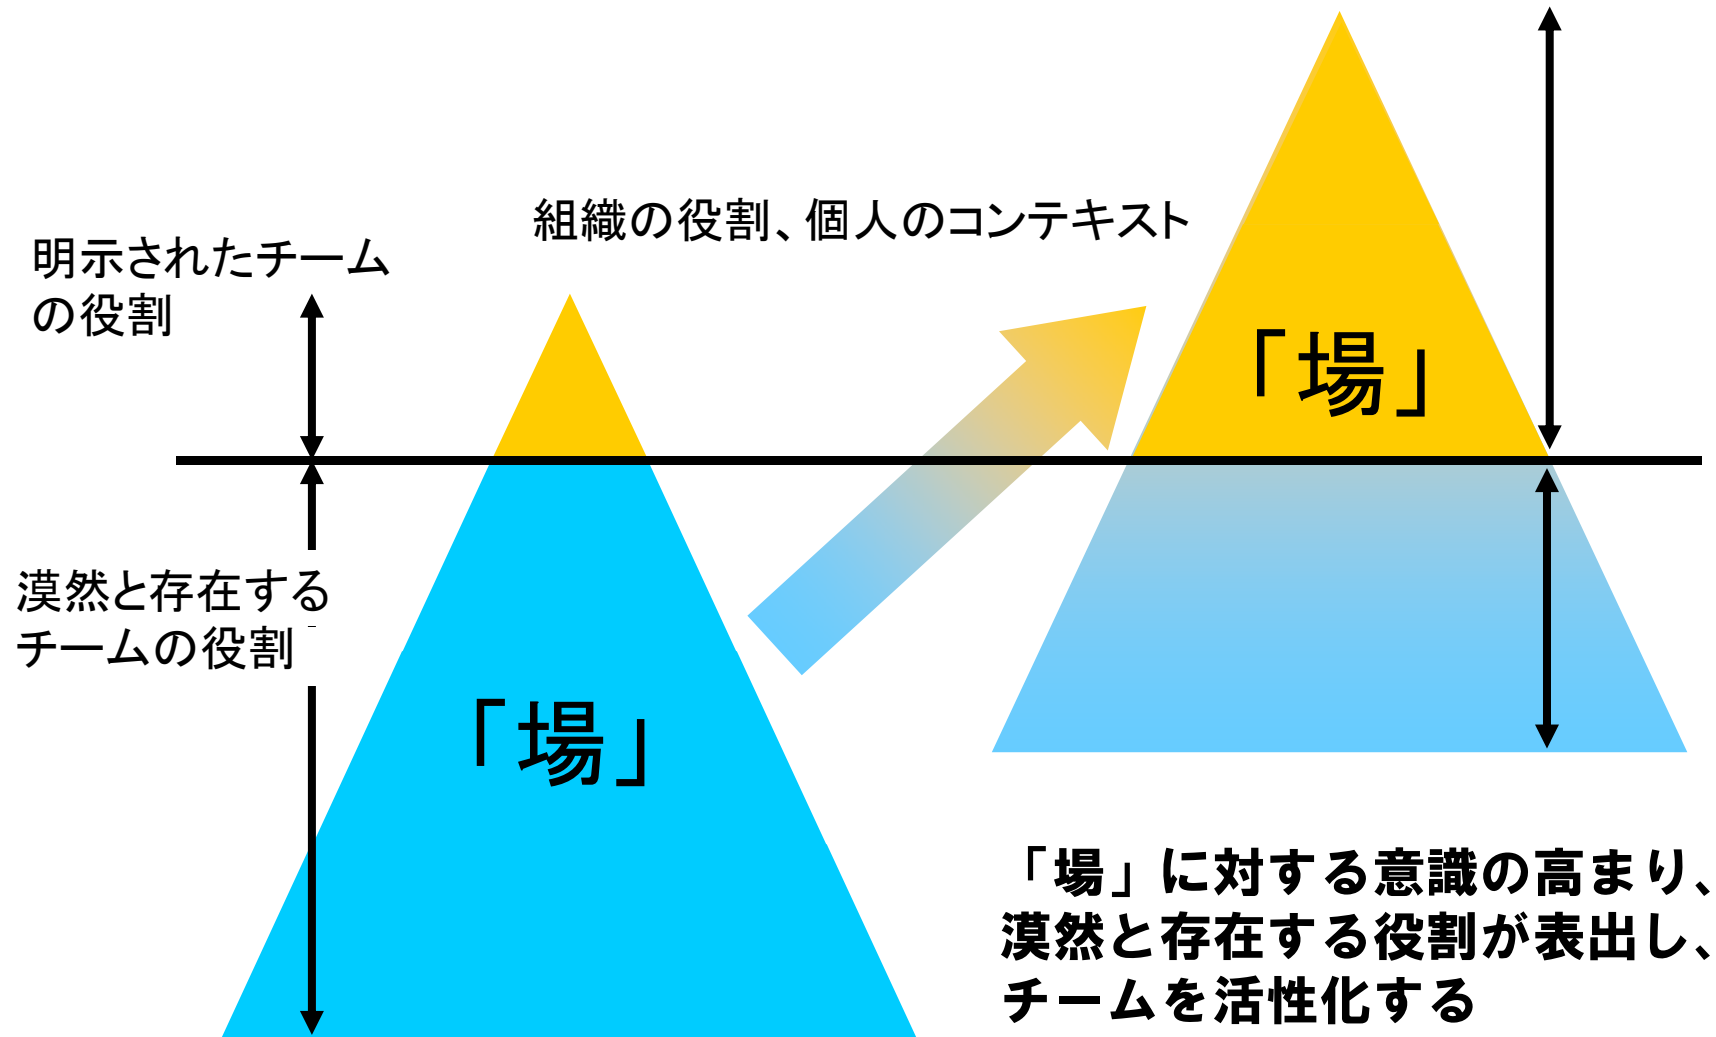 組織の役割、個人のコンテキスト
明示されたチーム
の役割
「場」
漠然と存在する
チームの役割
「場」
「場」に対する意識の高まり、
漠然と存在する役割が表出し、
チームを活性化する